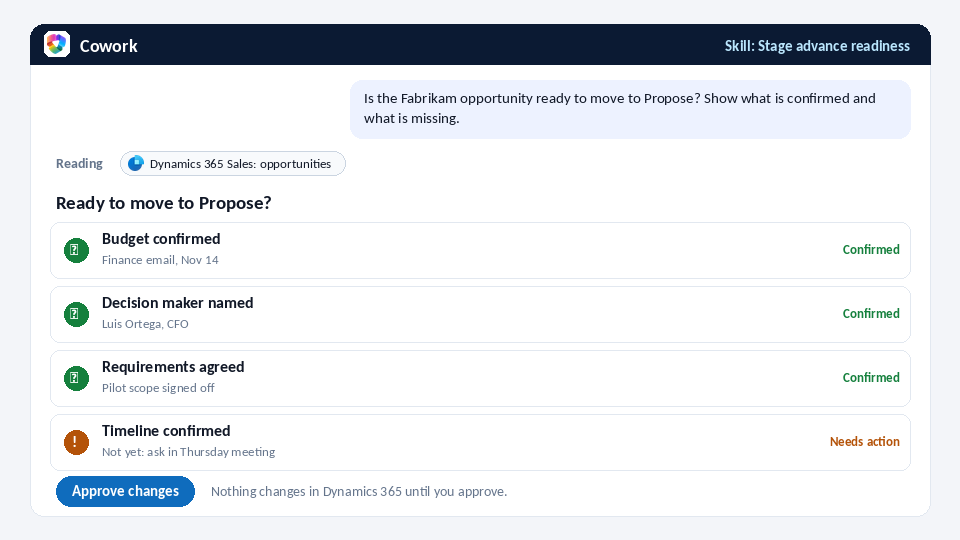 Cowork
Skill: Stage advance readiness
Is the Fabrikam opportunity ready to move to Propose? Show what is confirmed and
what is missing.
Reading
Dynamics 365 Sales: opportunities
Ready to move to Propose?
Budget confirmed
Finance email, Nov 14
Confirmed
Decision maker named
Luis Ortega, CFO
Confirmed
Requirements agreed
Pilot scope signed off
Confirmed
!
Timeline confirmed
Not yet: ask in Thursday meeting
Needs action
Approve changes
Nothing changes in Dynamics 365 until you approve.